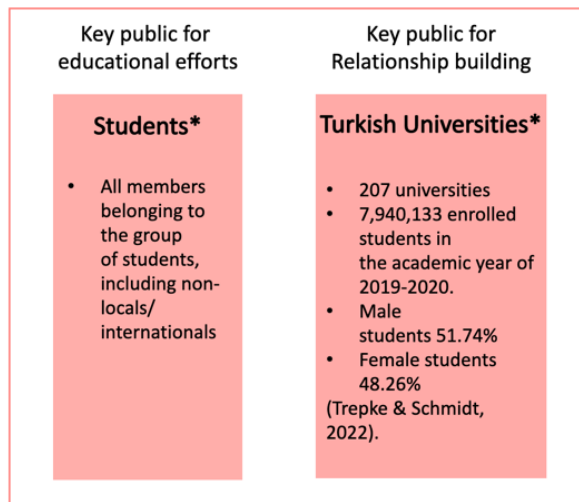 Key public for
educational efforts
Students*
• All members
belonging to
the group
of students,
including non-
locals/
internationals
Key public for
Relationship building
Turkish Universities*
• 207 universities
• 7,940,133 enrolled
students in
the academic year of
2019-2020.
• Male
students 51.74%
• Female students
48.26%
(Trepke & Schmidt,
2022).